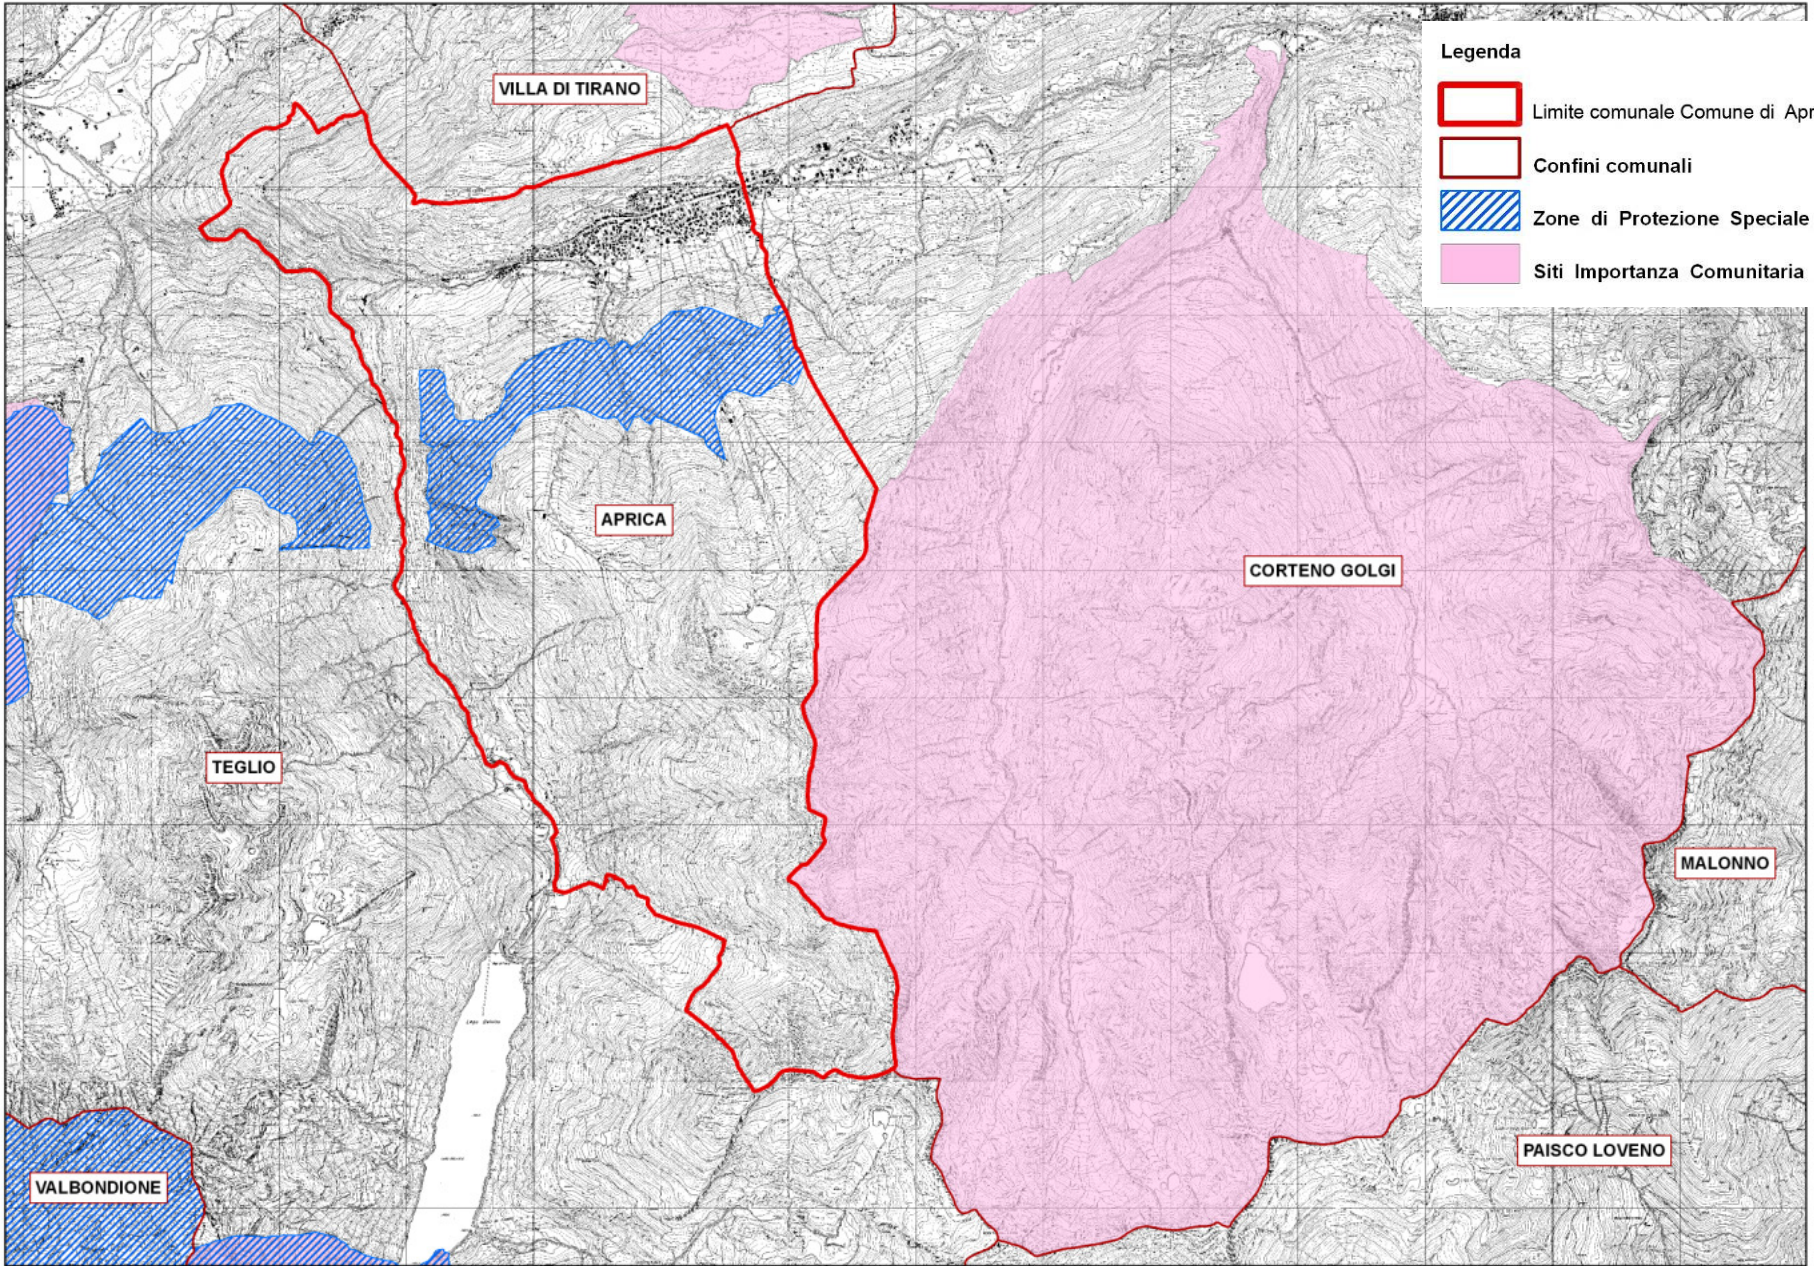 Legenda
Limite comunale Comune di Apr
Confini comunali
Zone di Protezione Speciale
Siti Importanza Comunitaria
VILLA DI TIRANO
APRICA
CORTENO GOLGI
TEGLIO
MALONNO
PAISCO LOVENO
VALBONDIONE